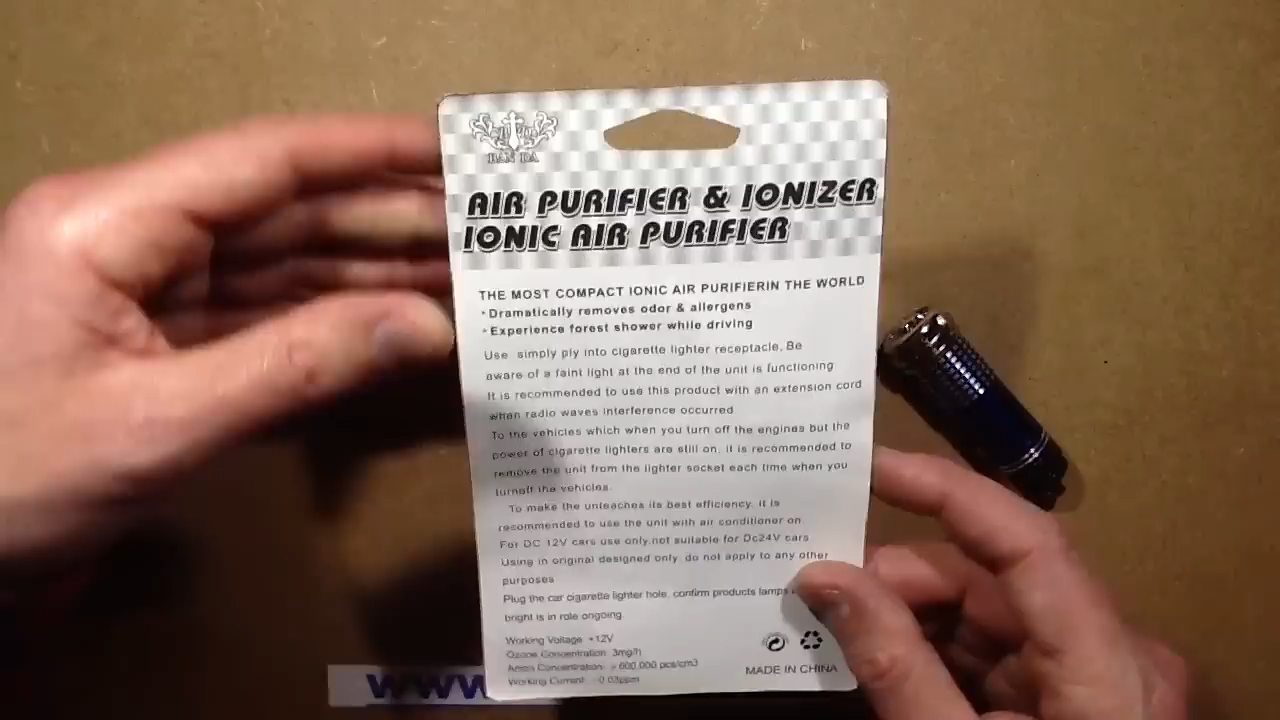 BAN DA
AIR PURIFIER & IONIZER
IONIC AIR PURIFIER
THE MOST COMPACT IONIC AIR PURIFIERIN THE WORLD
• Dramatically removes odor & allergens
• Experience forest shower while driving
Use simply ply into cigarette lighter receptacle, Be
aware of a faint light at the end of the unit is functioning
It is recommended to use this product with an extension cord
when radio waves interference occurred
To the vehicles which when you turn off the engines but the
power of cigarette lighters are still on, it is recommended to
remove the unit from the lighter socket each time when you
turnoff the vehicles.
To make the unteaches its best efficiency, it is
recommended to use the unit with air conditioner on
For DC 12V cars use only,not suitable for Dc24V cars
Using in original designed only, do not apply to any other
purposes
Plug the car cigarette lighter hole, confirm products lamps
bright is in role ongoing
Working Voltage: +12V
Ozone Concentration: 3mg/h
Anion Concentration: 600,000 pcs/cm3
Working Current: 0.03ppm
MADE IN CHINA
www